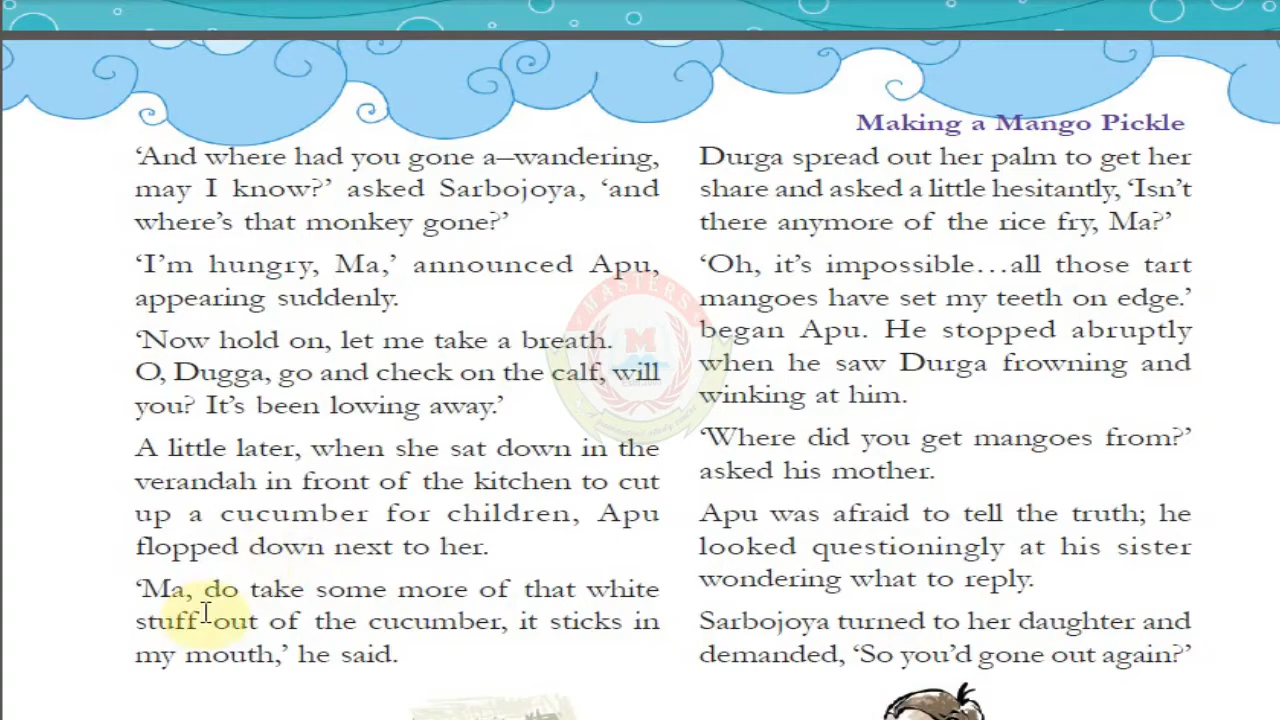 Making a Mango Pickle
‘And where had you gone a–wandering,
may I know?’ asked Sarbojoya, ‘and
where’s that monkey gone?’
‘I’m hungry, Ma,’ announced Apu,
appearing suddenly.
‘Now hold on, let me take a breath.
O, Dugga, go and check on the calf, will
you? It’s been lowing away.’
A little later, when she sat down in the
verandah in front of the kitchen to cut
up a cucumber for children, Apu
flopped down next to her.
‘Ma, do take some more of that white
stuff out of the cucumber, it sticks in
my mouth,’ he said.
Durga spread out her palm to get her
share and asked a little hesitantly, ‘Isn’t
there anymore of the rice fry, Ma?’
‘Oh, it’s impossible…all those tart
mangoes have set my teeth on edge.’
began Apu. He stopped abruptly
when he saw Durga frowning and
winking at him.
‘Where did you get mangoes from?’
asked his mother.
Apu was afraid to tell the truth; he
looked questioningly at his sister
wondering what to reply.
Sarbojoya turned to her daughter and
demanded, ‘So you’d gone out again?’
MASTERS
M